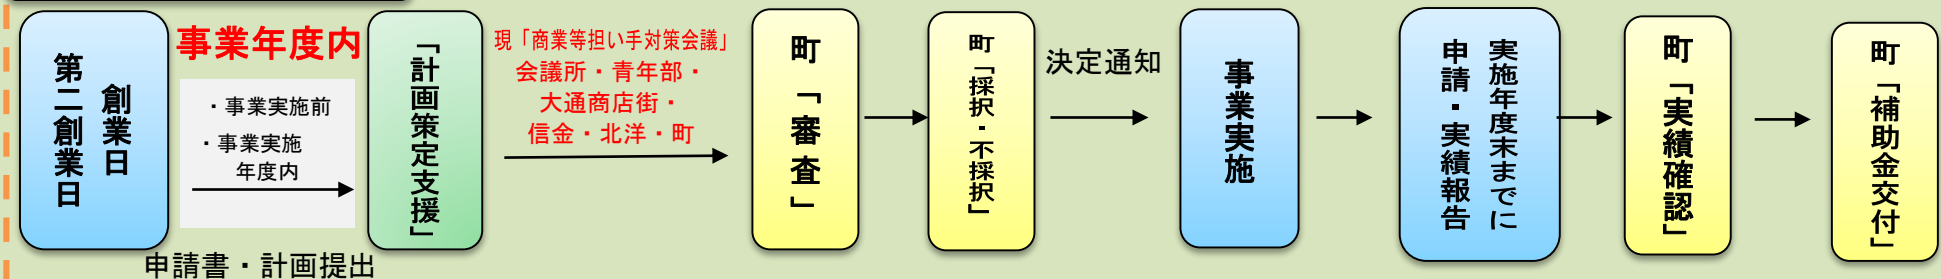 創業日
第二創業日
事業年度内
・事業実施前
・事業実施
年度内
申請書・計画提出
「計画策定支援」
現「商業等担い手対策会議」
会議所・青年部・
大通商店街・
信金・北洋・町
町「審査」
町「採択・不採択」
決定通知
事業実施
実施年度末までに
申請・実績報告
町「実績確認」
町「補助金交付」